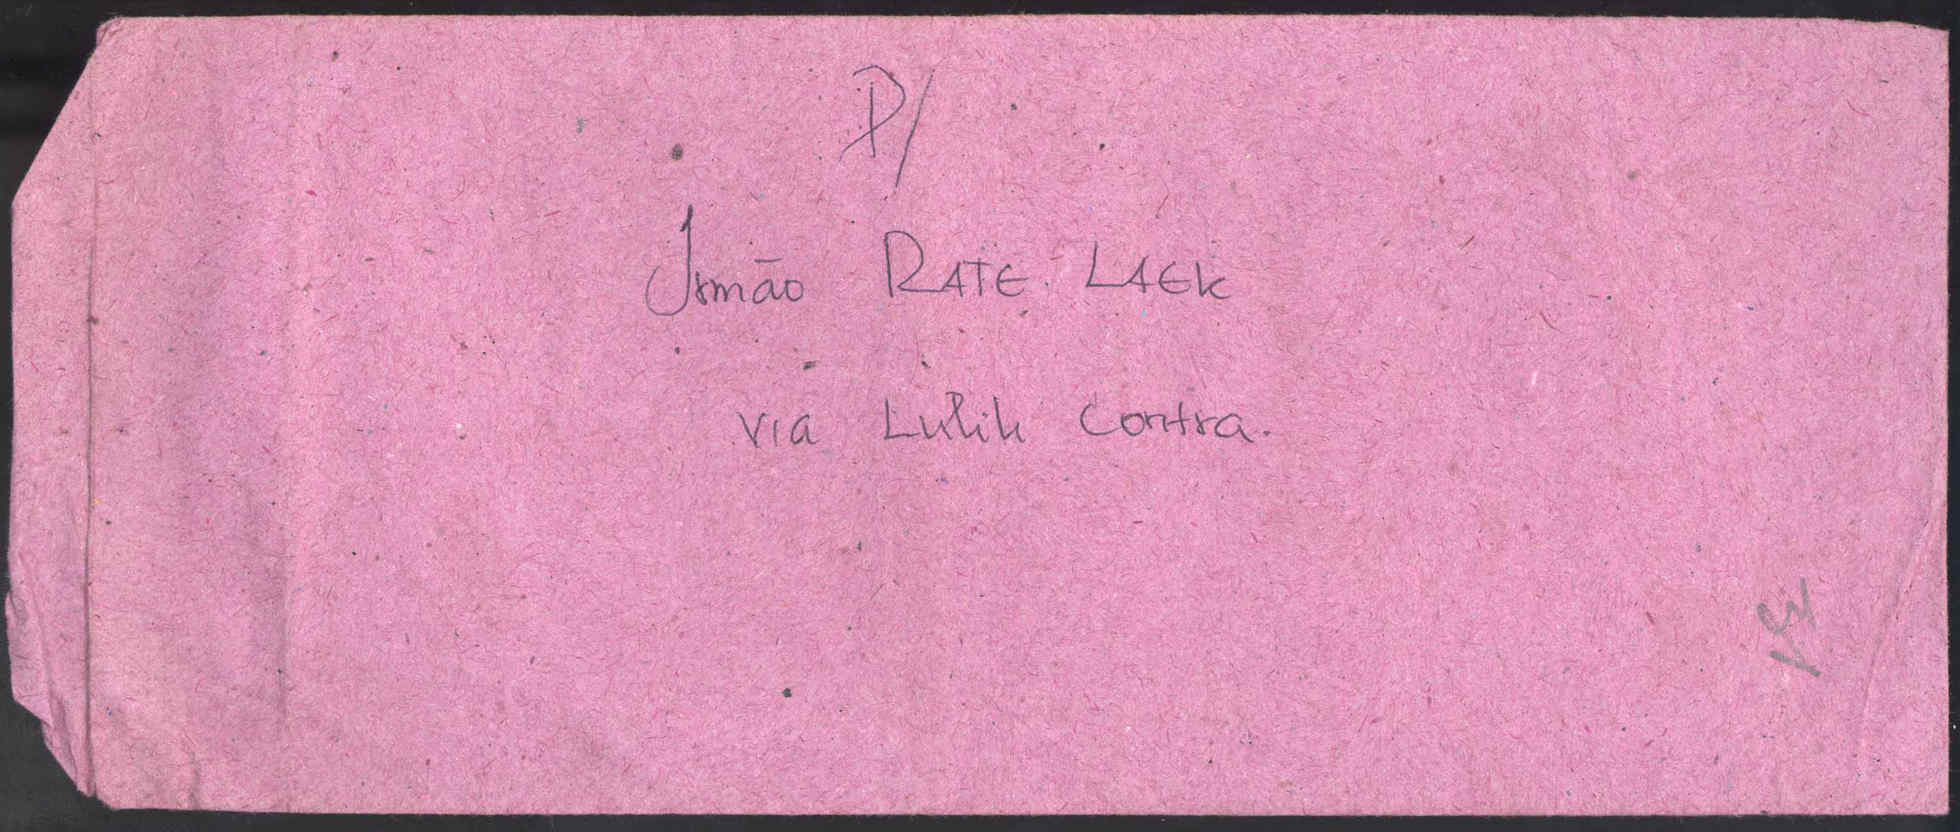 P/
Irmão RATE LAEK
via Lulik Contra.